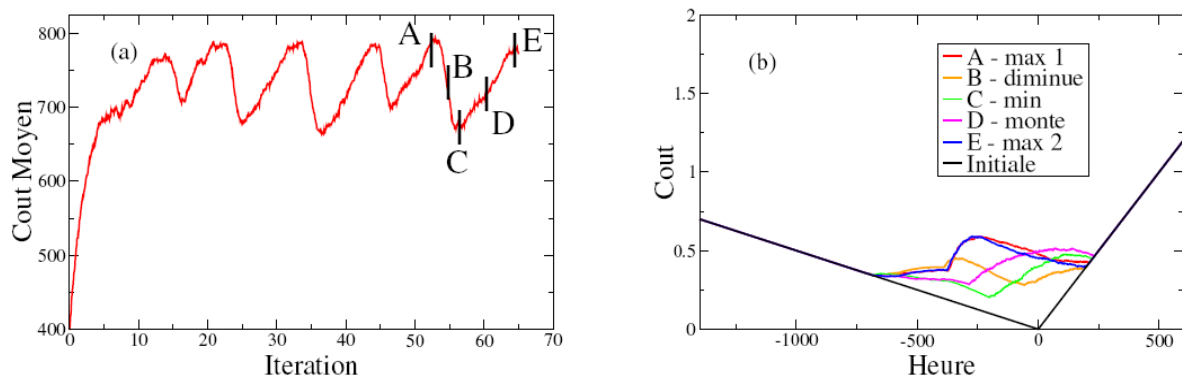 (a)
Cout Moyen
800
700
600
500
400
A
B
C
D
E
0
10
20
30
40
50
60
70
Iteration
(b)
Cout
2
1.5
1
0.5
0
A - max 1
B - diminue
C - min
D - monte
E - max 2
Initiale
-1000
-500
0
500
Heure